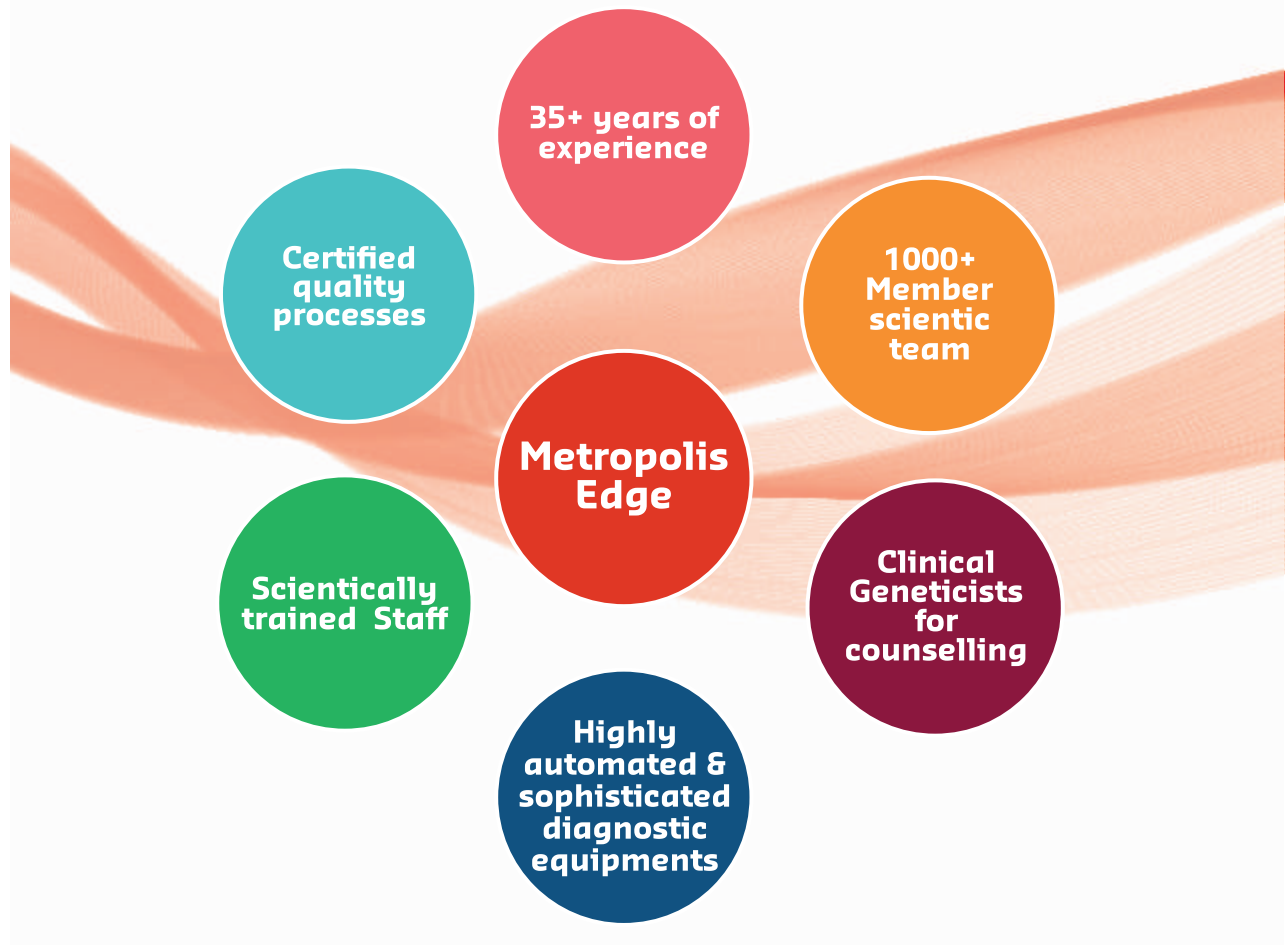 35+ years of
experience
Certified
quality
processes
1000+
Member
scientic
team
Metropolis
Edge
Scientically
trained  Staff
Clinical
Geneticists
for
counselling
Highly
automated &
sophisticated
diagnostic
equipments